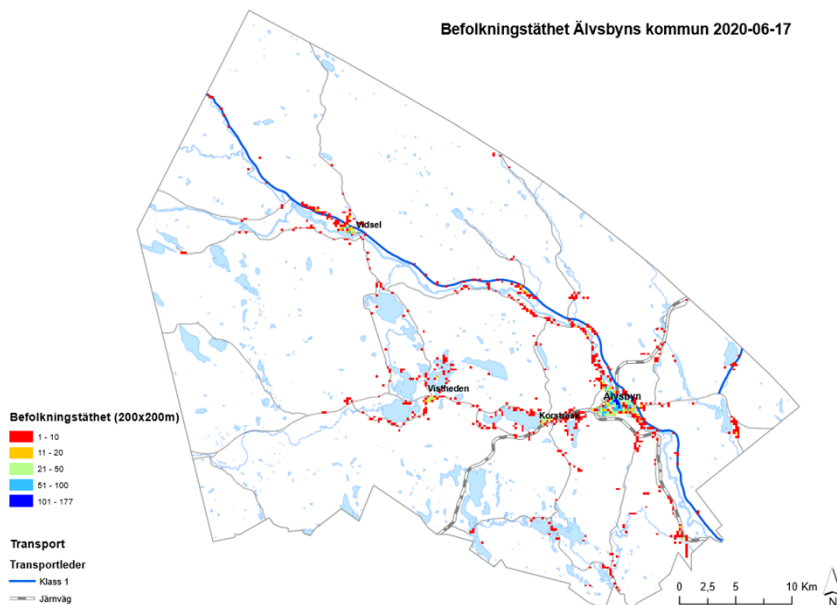 Befolkningstäthet Älvsbyns kommun 2020-06-17
Vidsel
Vistheden
Älvsbyn
Korsträsk
Befolkningstäthet (200x200m)
1 - 10
11 - 20
21 - 50
51 - 100
101 - 177
Transport
Transportleder
Klass 1
Järnväg
0 2,5 5 10 Km
N